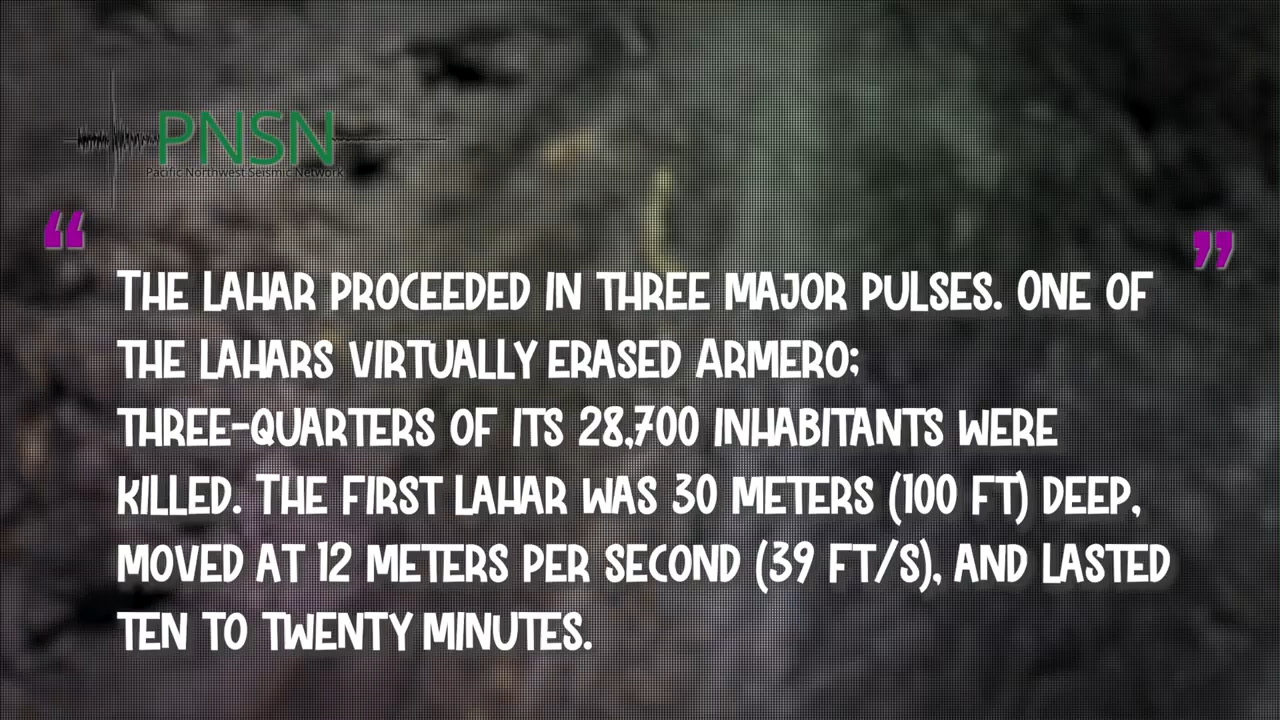 PNSN
Pacific Northwest Seismic Network
“ ”
THE LAHAR PROCEEDED IN THREE MAJOR PULSES. ONE OF
THE LAHARS VIRTUALLY ERASED ARMERO;
THREE-QUARTERS OF ITS 28,700 INHABITANTS WERE
KILLED. THE FIRST LAHAR WAS 30 METERS (100 FT) DEEP,
MOVED AT 12 METERS PER SECOND (39 FT/S), AND LASTED
TEN TO TWENTY MINUTES.